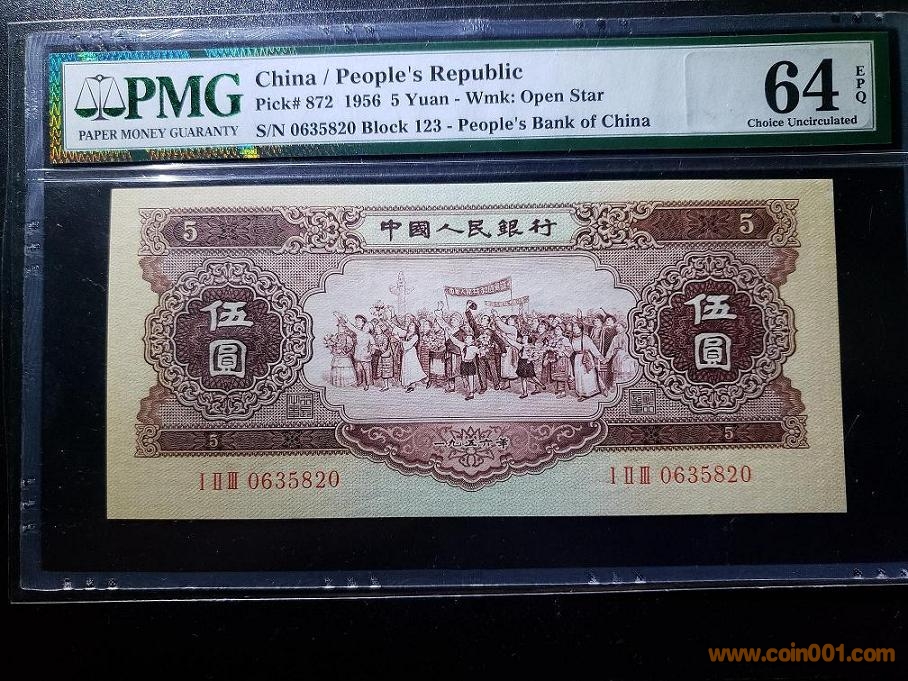 PMG
PAPER MONEY GUARANTY
China / People's Republic
Pick# 872 1956 5 Yuan - Wmk: Open Star
S/N 0635820 Block 123 - People's Bank of China
64 EPQ
Choice Uncirculated
5 中國人民銀行 5
伍圓 伍圓
5 一九五六年 5
I II III 0635820 I II III 0635820
www.coin001.com